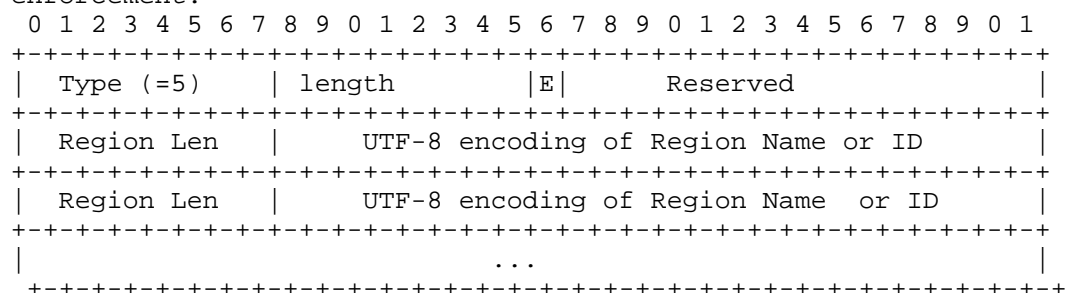 enforcement.
 0 1 2 3 4 5 6 7 8 9 0 1 2 3 4 5 6 7 8 9 0 1 2 3 4 5 6 7 8 9 0 1
+-+-+-+-+-+-+-+-+-+-+-+-+-+-+-+-+-+-+-+-+-+-+-+-+-+-+-+-+-+-+-+-+
|  Type (=5)    | length        |E|      Reserved               |
+-+-+-+-+-+-+-+-+-+-+-+-+-+-+-+-+-+-+-+-+-+-+-+-+-+-+-+-+-+-+-+-+
|  Region Len   |     UTF-8 encoding of Region Name or ID       |
+-+-+-+-+-+-+-+-+-+-+-+-+-+-+-+-+-+-+-+-+-+-+-+-+-+-+-+-+-+-+-+-+
|  Region Len   |     UTF-8 encoding of Region Name  or ID      |
+-+-+-+-+-+-+-+-+-+-+-+-+-+-+-+-+-+-+-+-+-+-+-+-+-+-+-+-+-+-+-+-+
|                             ...                               |
 +-+-+-+-+-+-+-+-+-+-+-+-+-+-+-+-+-+-+-+-+-+-+-+-+-+-+-+-+-+-+-+-+